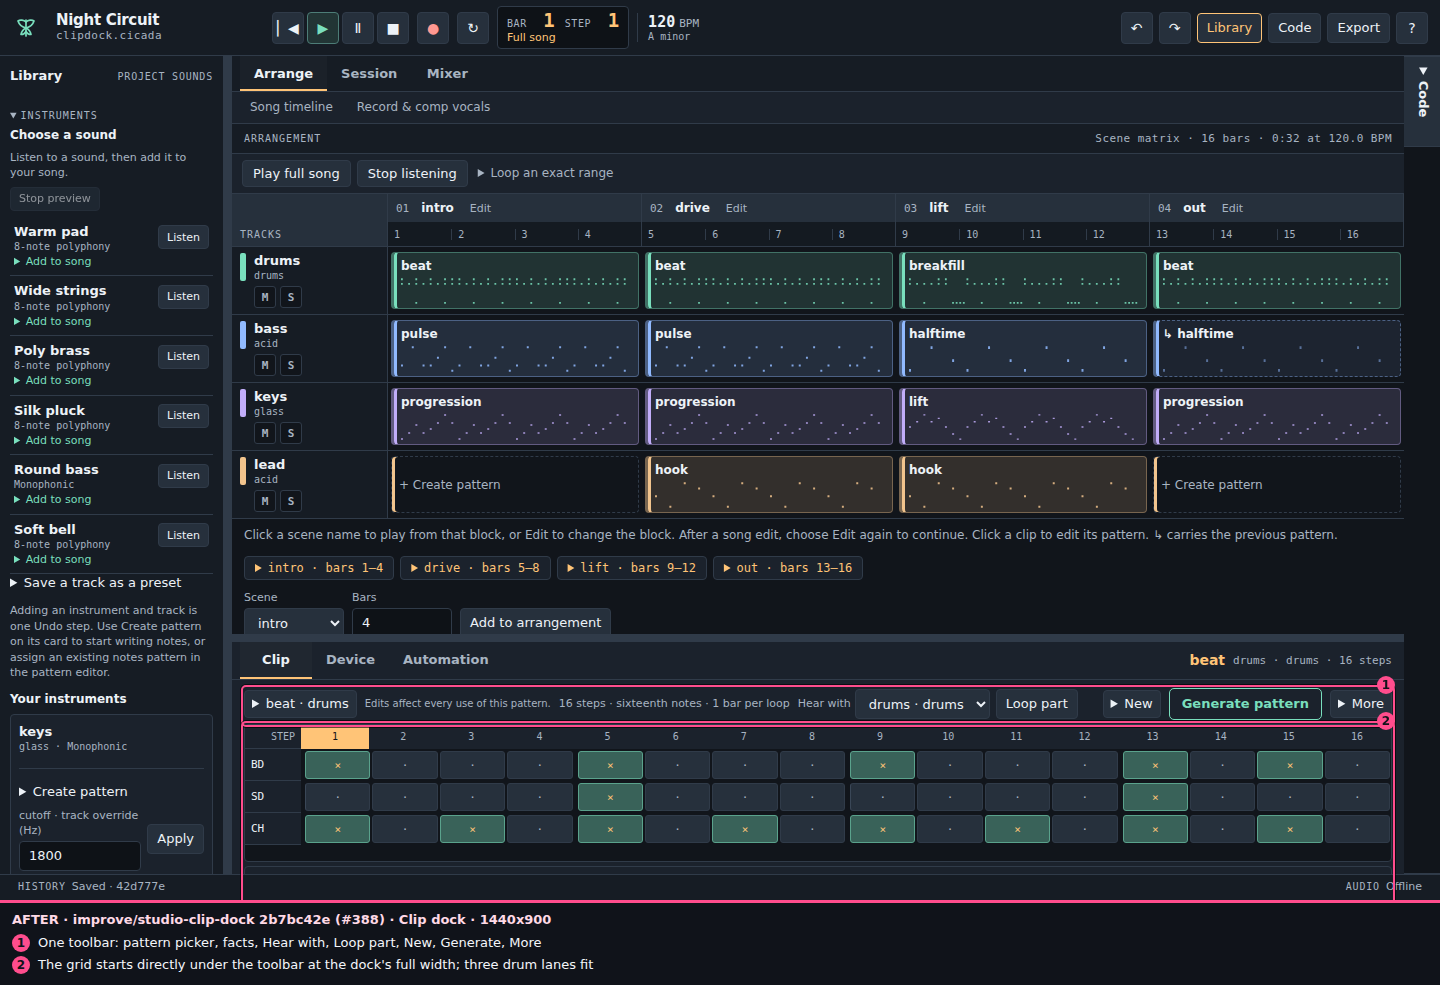 Night Circuit
clipdock.cicada
BAR 1 STEP 1
Full song
120 BPM
A minor
Library
Code
Export
?
Library
PROJECT SOUNDS
INSTRUMENTS
Choose a sound
Listen to a sound, then add it to
your song.
Stop preview
Warm pad
8-note polyphony
Add to song
Listen
Wide strings
8-note polyphony
Add to song
Listen
Poly brass
8-note polyphony
Add to song
Listen
Silk pluck
8-note polyphony
Add to song
Listen
Round bass
Monophonic
Add to song
Listen
Soft bell
8-note polyphony
Add to song
Listen
Save a track as a preset
Adding an instrument and track is
one Undo step. Use Create pattern
on its card to start writing notes, or
assign an existing notes pattern in
the pattern editor.
Your instruments
keys
glass · Monophonic
Create pattern
cutoff · track override
(Hz)
1800
Apply
Arrange
Session
Mixer
Song timeline
Record & comp vocals
ARRANGEMENT
Scene matrix · 16 bars · 0:32 at 120.0 BPM
Play full song
Stop listening
Loop an exact range
01 intro Edit
02 drive Edit
03 lift Edit
04 out Edit
TRACKS
1 2 3 4 5 6 7 8 9 10 11 12 13 14 15 16
drums
drums
M S
beat
beat
breakfill
beat
bass
acid
M S
pulse
pulse
halftime
↳ halftime
keys
glass
M S
progression
progression
lift
progression
lead
acid
M S
+ Create pattern
hook
hook
+ Create pattern
Click a scene name to play from that block, or Edit to change the block. After a song edit, choose Edit again to continue. Click a clip to edit its pattern. ↳ carries the previous pattern.
intro · bars 1–4
drive · bars 5–8
lift · bars 9–12
out · bars 13–16
Scene
Bars
intro
4
Add to arrangement
Code
Clip
Device
Automation
beat drums · drums · 16 steps
1
beat · drums
Edits affect every use of this pattern.
16 steps · sixteenth notes · 1 bar per loop
Hear with
drums · drums
Loop part
New
Generate pattern
More
2
STEP 1 2 3 4 5 6 7 8 9 10 11 12 13 14 15 16
BD × · · · × · · · × · · · × · × ·
SD · · · · × · · · · · · · × · · ·
CH × · × · × · × · × · × · × · × ·
HISTORY Saved · 42d777e
AUDIO Offline
AFTER · improve/studio-clip-dock 2b7bc42e (#388) · Clip dock · 1440x900
1 One toolbar: pattern picker, facts, Hear with, Loop part, New, Generate, More
2 The grid starts directly under the toolbar at the dock's full width; three drum lanes fit